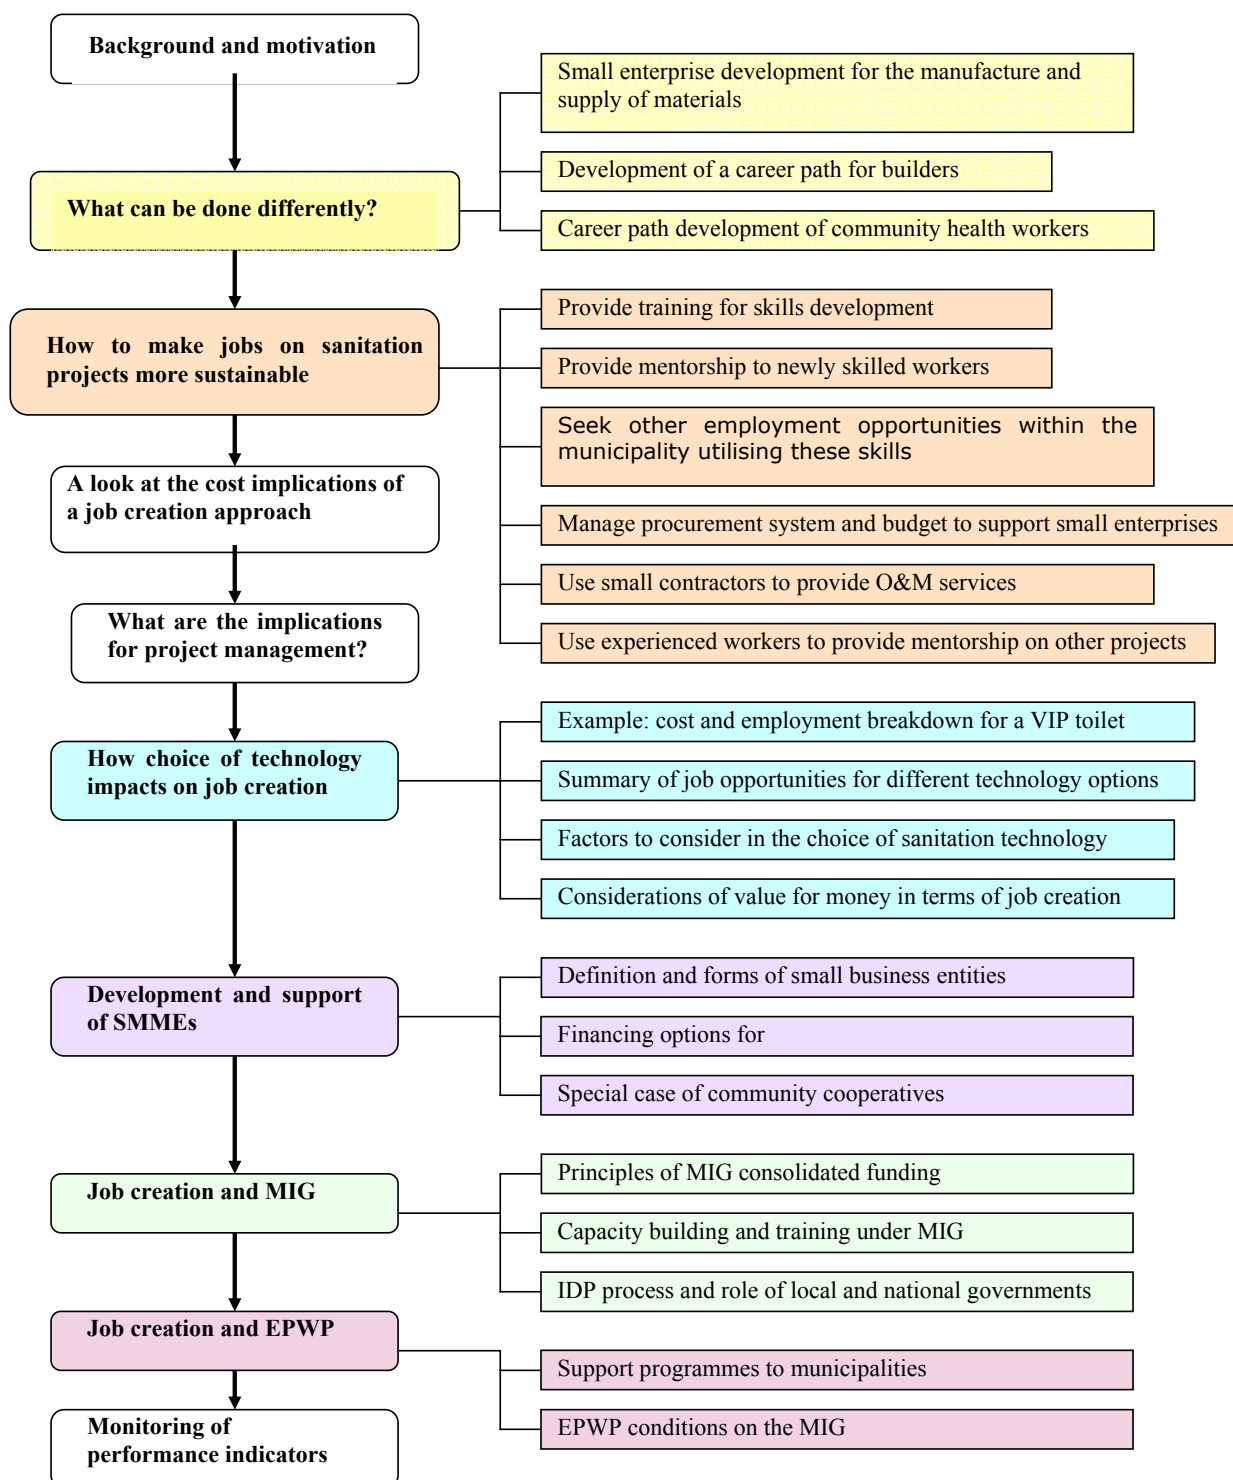 Background and motivation
Small enterprise development for the manufacture and
supply of materials
Development of a career path for builders
What can be done differently?
Career path development of community health workers
Provide training for skills development
How to make jobs on sanitation
projects more sustainable
Provide mentorship to newly skilled workers
Seek other employment opportunities within the
municipality utilising these skills
A look at the cost implications of
a job creation approach
Manage procurement system and budget to support small enterprises
Use small contractors to provide O&M services
What are the implications
for project management?
Use experienced workers to provide mentorship on other projects
Example: cost and employment breakdown for a VIP toilet
How choice of technology
impacts on job creation
Summary of job opportunities for different technology options
Factors to consider in the choice of sanitation technology
Considerations of value for money in terms of job creation
Definition and forms of small business entities
Development and support
of SMMEs
Financing options for
Special case of community cooperatives
Principles of MIG consolidated funding
Job creation and MIG
Capacity building and training under MIG
IDP process and role of local and national governments
Job creation and EPWP
Support programmes to municipalities
EPWP conditions on the MIG
Monitoring of
performance indicators